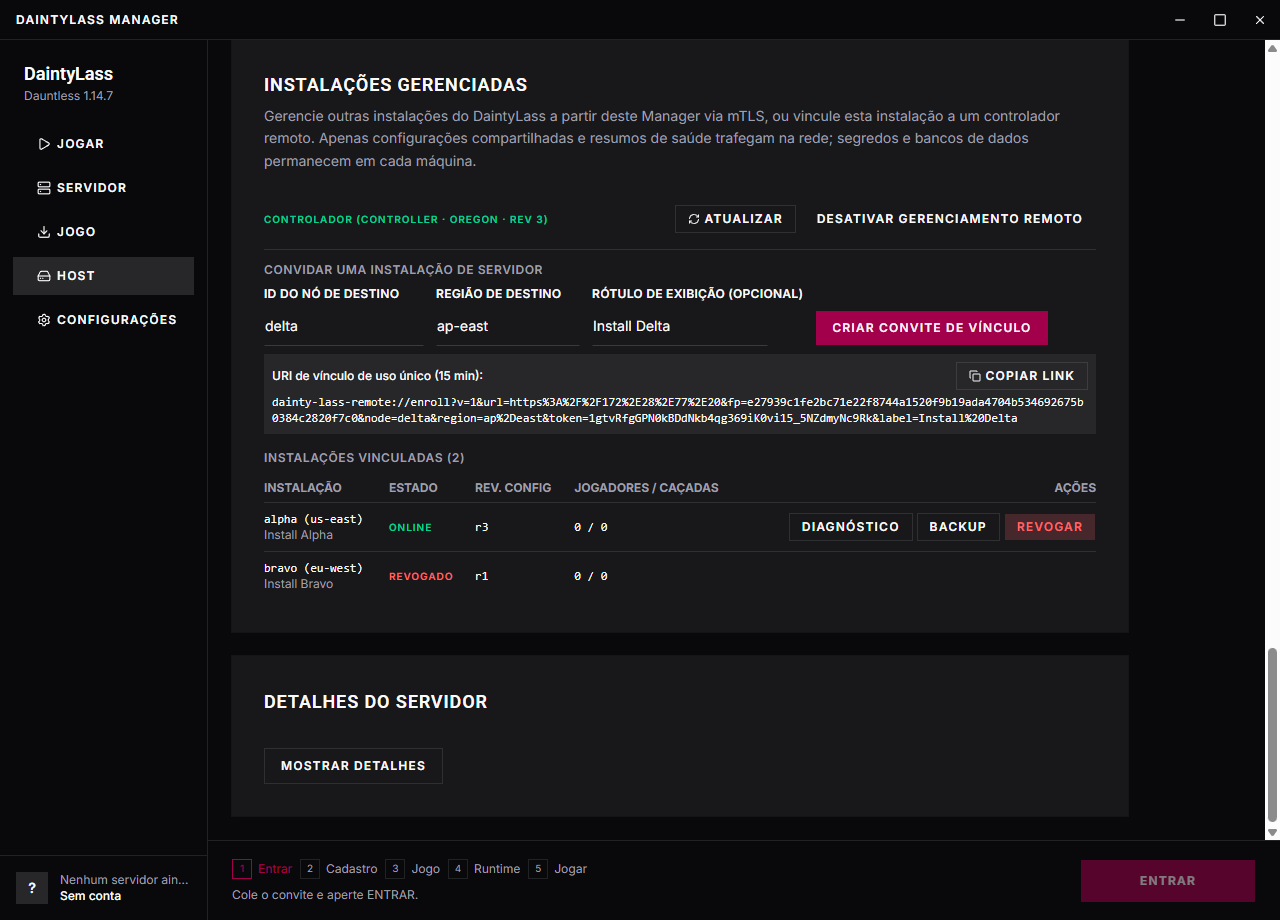 DAINTYLASS MANAGER
DaintyLass
Dauntless 1.14.7
JOGAR
SERVIDOR
JOGO
HOST
CONFIGURAÇÕES
INSTALAÇÕES GERENCIADAS
Gerencie outras instalações do DaintyLass a partir deste Manager via mTLS, ou vincule esta instalação a um controlador
remoto. Apenas configurações compartilhadas e resumos de saúde trafegam na rede; segredos e bancos de dados
permanecem em cada máquina.
CONTROLADOR (CONTROLLER · OREGON · REV 3)
ATUALIZAR
DESATIVAR GERENCIAMENTO REMOTO
CONVIDAR UMA INSTALAÇÃO DE SERVIDOR
ID DO NÓ DE DESTINO
REGIÃO DE DESTINO
RÓTULO DE EXIBIÇÃO (OPCIONAL)
delta
ap-east
Install Delta
CRIAR CONVITE DE VÍNCULO
URI de vínculo de uso único (15 min):
COPIAR LINK
dainty-lass-remote://enroll?v=1&url=https%3A%2F%2F172%2E28%2E77%2E20&fp=e27939c1fe2bc71e22f8744a1520f9b19ada4704b534692675b
0384c2820f7c0&node=delta&region=ap%2Deast&token=1gtvRfgGPN0kBDdNkb4qg369iK0vi15_5NZdmyNc9Rk&label=Install%20Delta
INSTALAÇÕES VINCULADAS (2)
INSTALAÇÃO ESTADO REV. CONFIG JOGADORES / CAÇADAS AÇÕES
alpha (us-east)
Install Alpha
ONLINE
r3
0 / 0
DIAGNÓSTICO
BACKUP
REVOGAR
bravo (eu-west)
Install Bravo
REVOGADO
r1
0 / 0
DETALHES DO SERVIDOR
MOSTRAR DETALHES
?
Nenhum servidor ain...
Sem conta
1 Entrar 2 Cadastro 3 Jogo 4 Runtime 5 Jogar
Cole o convite e aperte ENTRAR.
ENTRAR